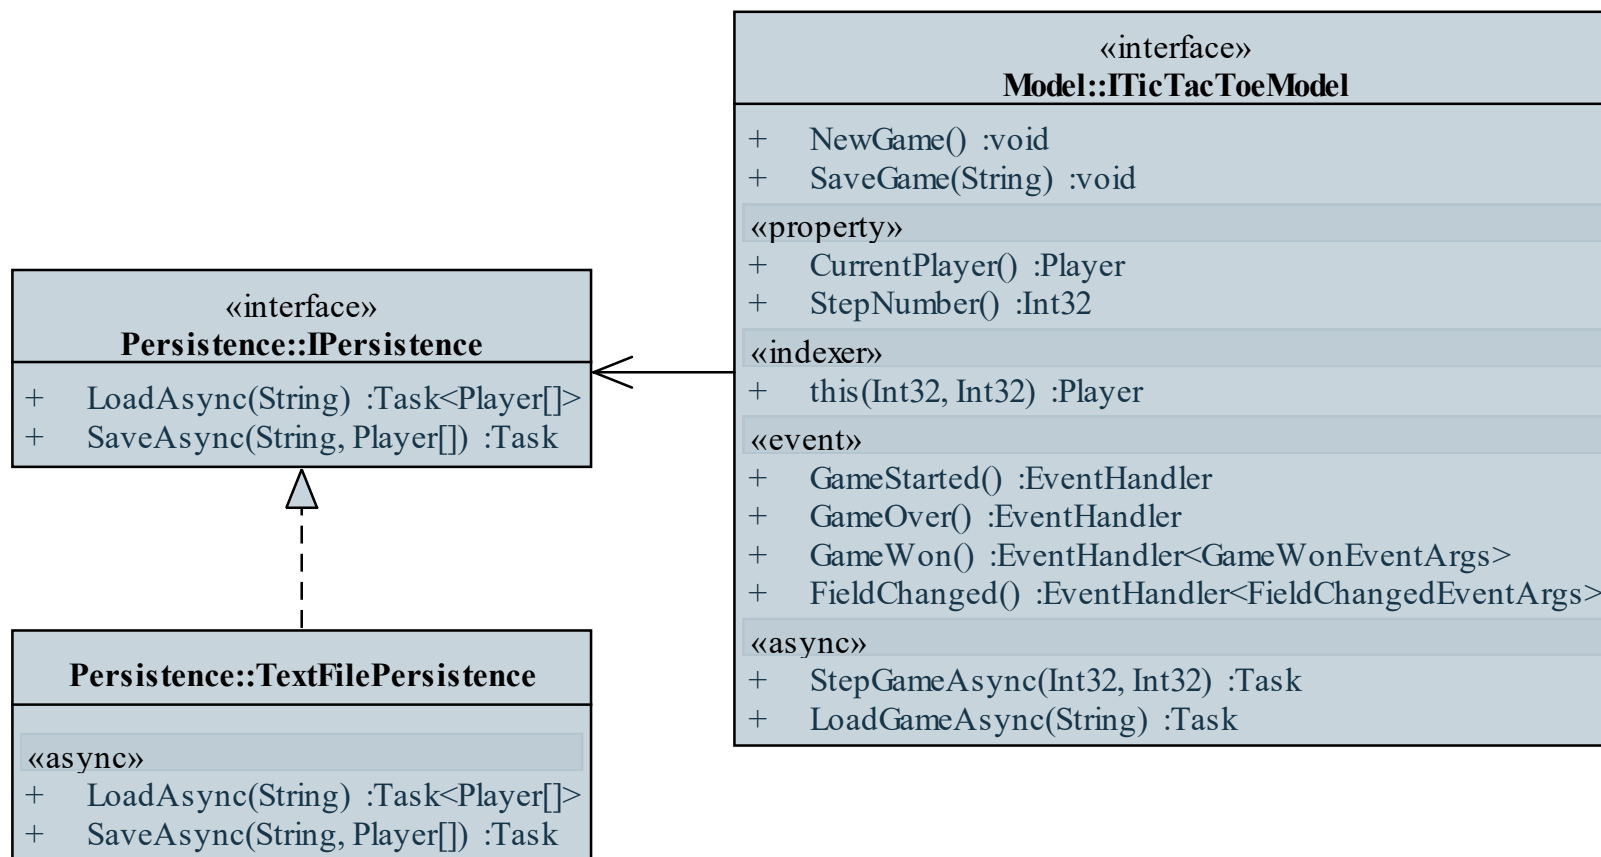 «interface»
Model::ITicTacToeModel
+ NewGame() :void
+ SaveGame(String) :void
«property»
+ CurrentPlayer() :Player
+ StepNumber() :Int32
«indexer»
+ this(Int32, Int32) :Player
«event»
+ GameStarted() :EventHandler
+ GameOver() :EventHandler
+ GameWon() :EventHandler<GameWonEventArgs>
+ FieldChanged() :EventHandler<FieldChangedEventArgs>
«async»
+ StepGameAsync(Int32, Int32) :Task
+ LoadGameAsync(String) :Task
«interface»
Persistence::IPersistence
+ LoadAsync(String) :Task<Player[]>
+ SaveAsync(String, Player[]) :Task
Persistence::TextFilePersistence
«async»
+ LoadAsync(String) :Task<Player[]>
+ SaveAsync(String, Player[]) :Task